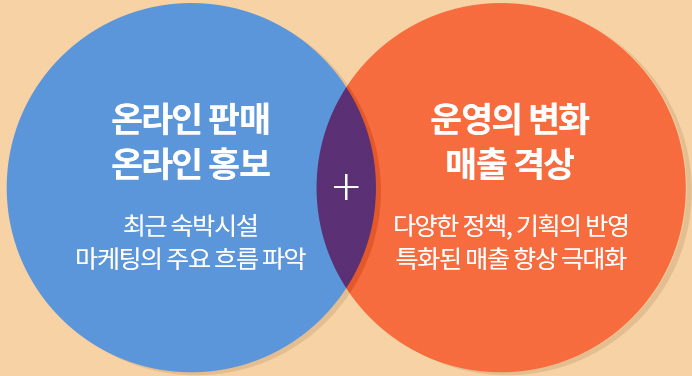 온라인 판매
온라인 홍보
최근 숙박시설
마케팅의 주요 흐름 파악
+
운영의 변화
매출 격상
다양한 정책, 기획의 반영
특화된 매출 향상 극대화